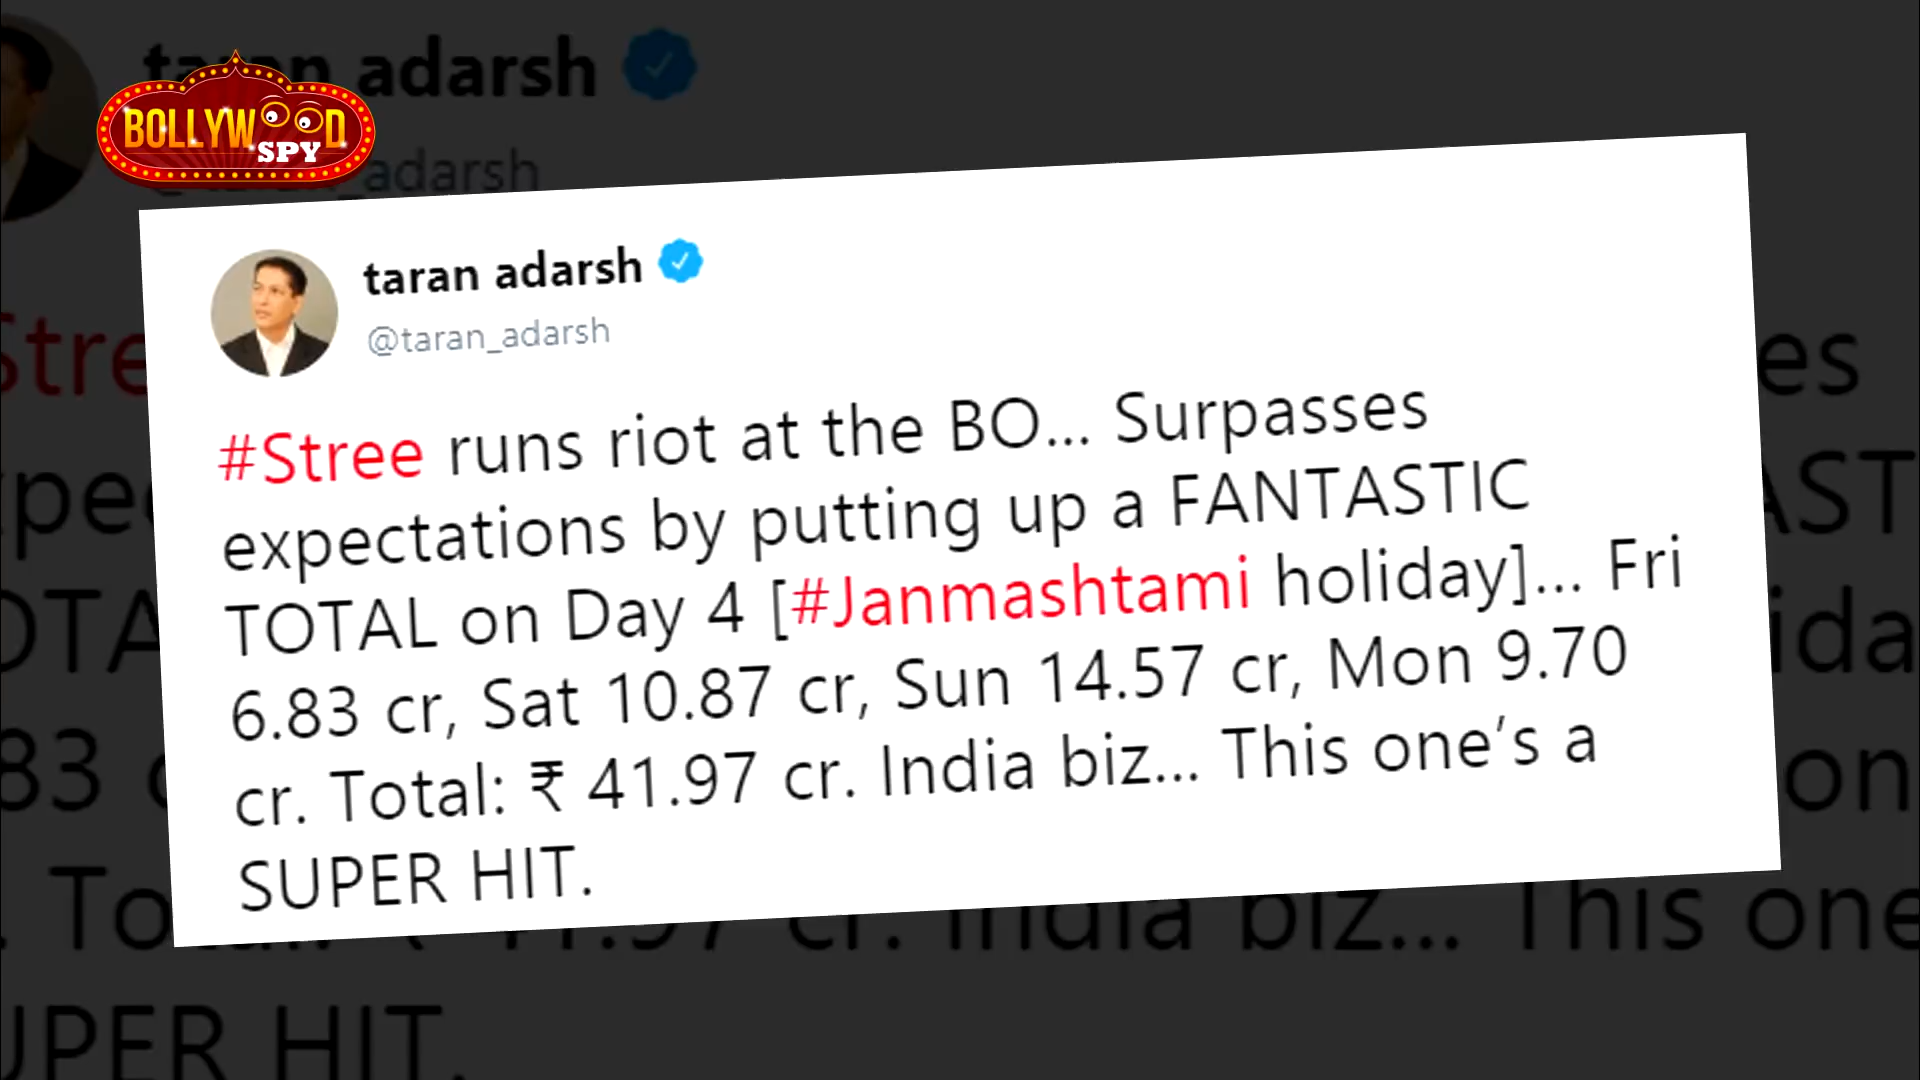 BOLLYWOOD
SPY
taran adarsh
@taran_adarsh
#Stree runs riot at the BO... Surpasses
expectations by putting up a FANTASTIC
TOTAL on Day 4 [#Janmashtami holiday]... Fri
6.83 cr, Sat 10.87 cr, Sun 14.57 cr, Mon 9.70
cr. Total: ₹ 41.97 cr. India biz... This one’s a
SUPER HIT.